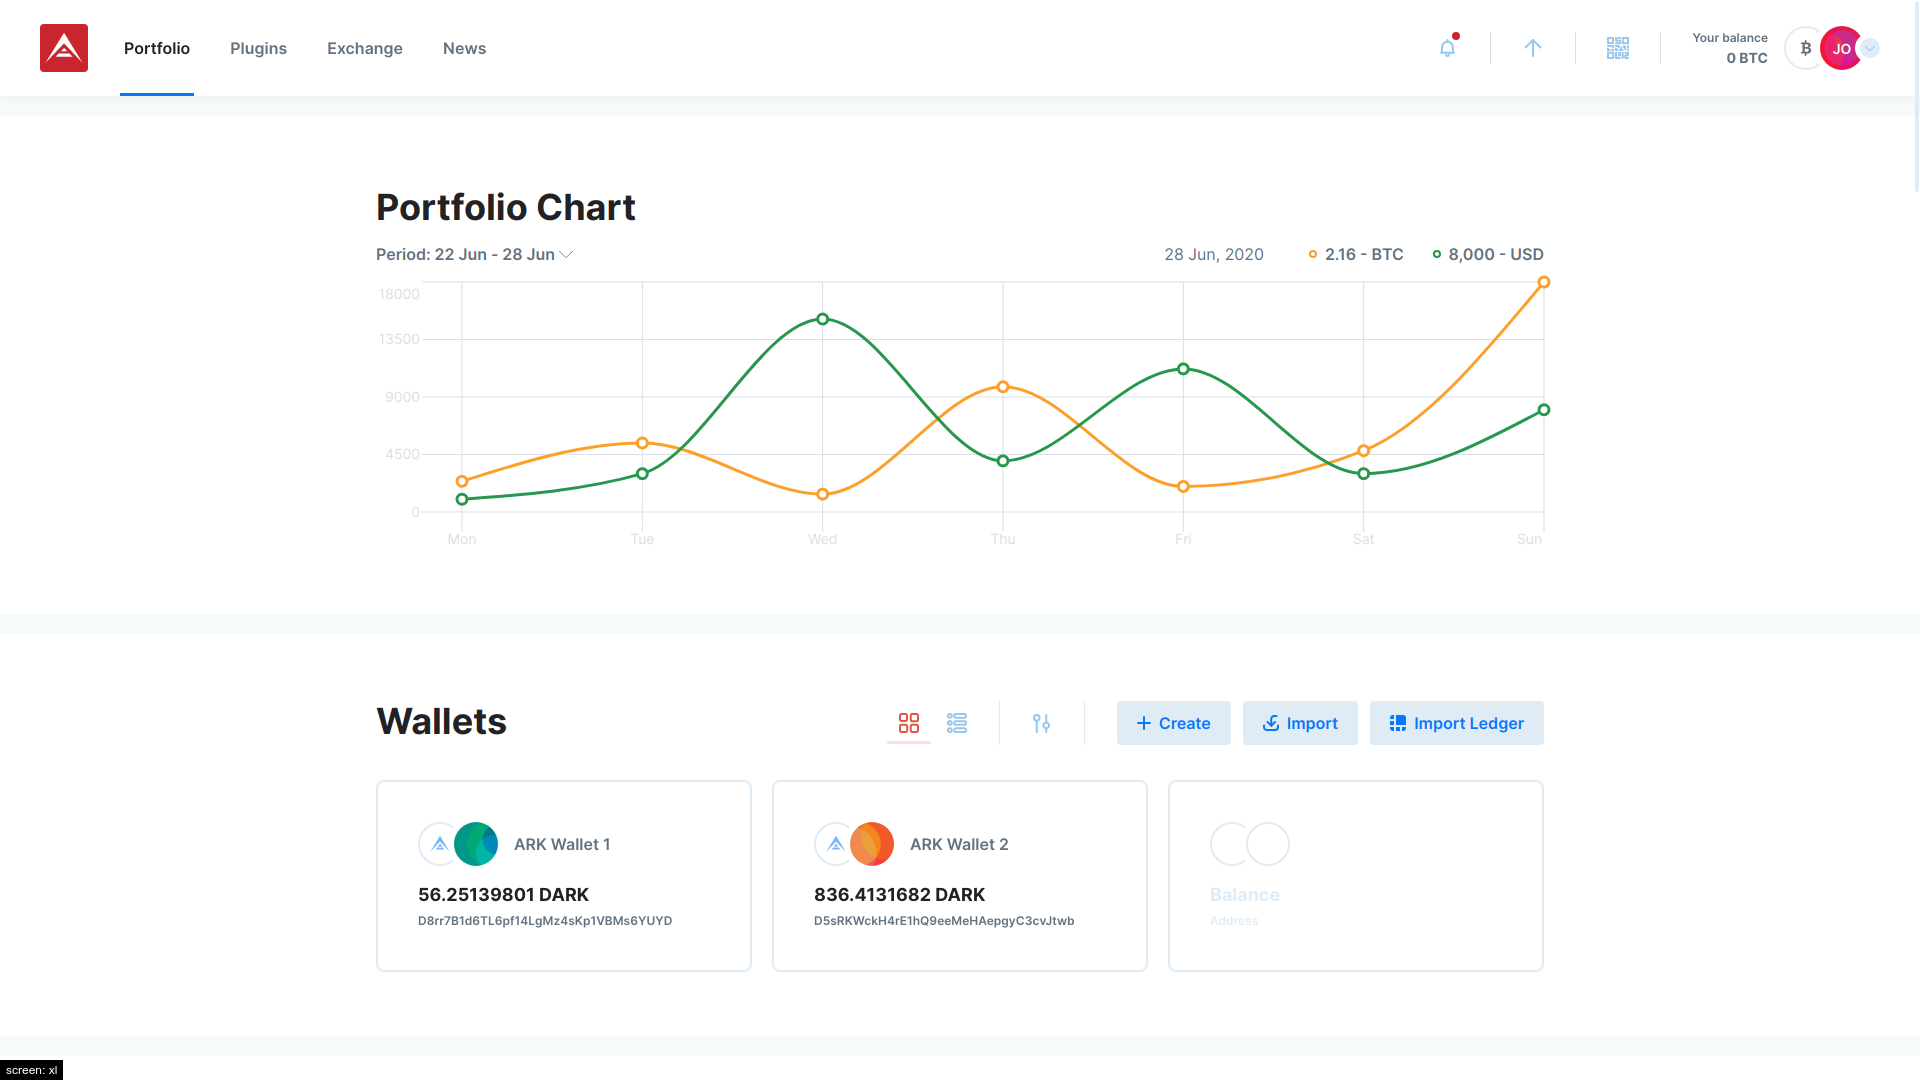 Portfolio Plugins Exchange News
Your balance
0 BTC
JO
Portfolio Chart
Period: 22 Jun - 28 Jun
28 Jun, 2020 2.16 - BTC 8,000 - USD
18000
13500
9000
4500
0
Mon Tue Wed Thu Fri Sat Sun
Wallets
Create Import Import Ledger
ARK Wallet 1
56.25139801 DARK
D8rr7B1d6TL6pf14LgMz4sKp1VBMs6YUYD
ARK Wallet 2
836.4131682 DARK
D5sRKWckH4rE1hQ9eeMeHAepgyC3cvJtwb
Balance
Address
screen: xl